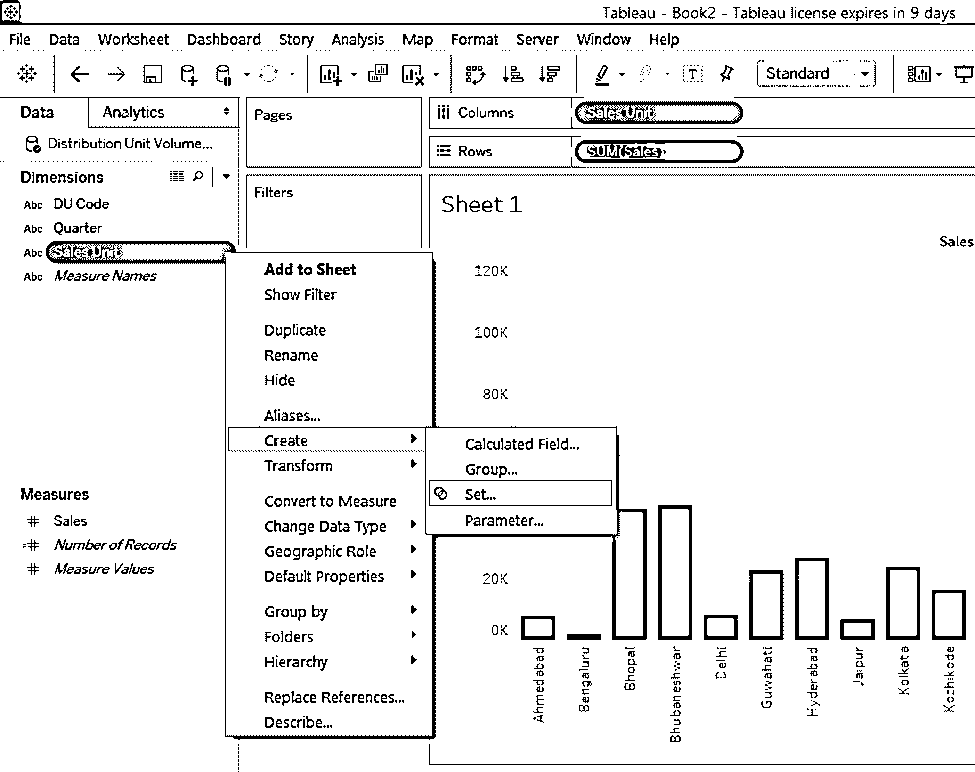 Tableau - Book2 - Tableau license expires in 9 days
File Data Worksheet Dashboard Story Analysis Map Format Server Window Help
Standard
Data Analytics
Pages
Columns Sales Unit
Distribution Unit Volume...
Rows SUM(Sales)
Dimensions
Filters
Abc DU Code
Sheet 1
Abc Quarter
Sales
Abc Sales Unit
Abc Measure Names
Add to Sheet
Show Filter
Duplicate
Rename
Hide
Aliases...
Create
Transform
Convert to Measure
Change Data Type
Geographic Role
Default Properties
Group by
Folders
Hierarchy
Replace References...
Describe...
Calculated Field...
Group...
Set...
Parameter...
Measures
Sales
Number of Records
Measure Values
120K
100K
80K
20K
0K
Ahmedabad
Bengaluru
Bhopal
Bhubaneshwar
Delhi
Guwahati
Hyderabad
Jaipur
Kolkata
Kozhikode